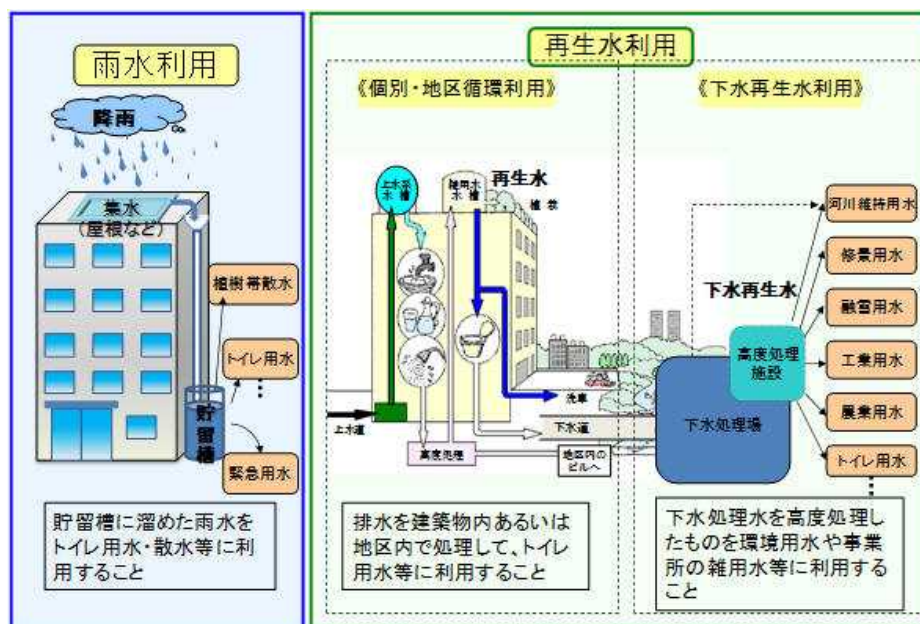 雨水利用
降雨
集水
(屋根など)
植樹帯散水
トイレ用水
貯留槽
緊急用水
貯留槽に溜めた雨水を
トイレ用水・散水等に利
用すること
再生水利用
《個別・地区循環利用》
上水系
水槽
雑用水
水槽
再生水
植栽
洗車
上水道
下水道
高度処理
地区内の
ビルへ
排水を建築物内あるいは
地区内で処理して、トイレ
用水等に利用すること
《下水再生水利用》
下水再生水
高度処理
施設
下水処理場
河川維持用水
修景用水
融雪用水
工業用水
農業用水
トイレ用水
下水処理水を高度処理し
たものを環境用水や事業
所の雑用水等に利用する
こと